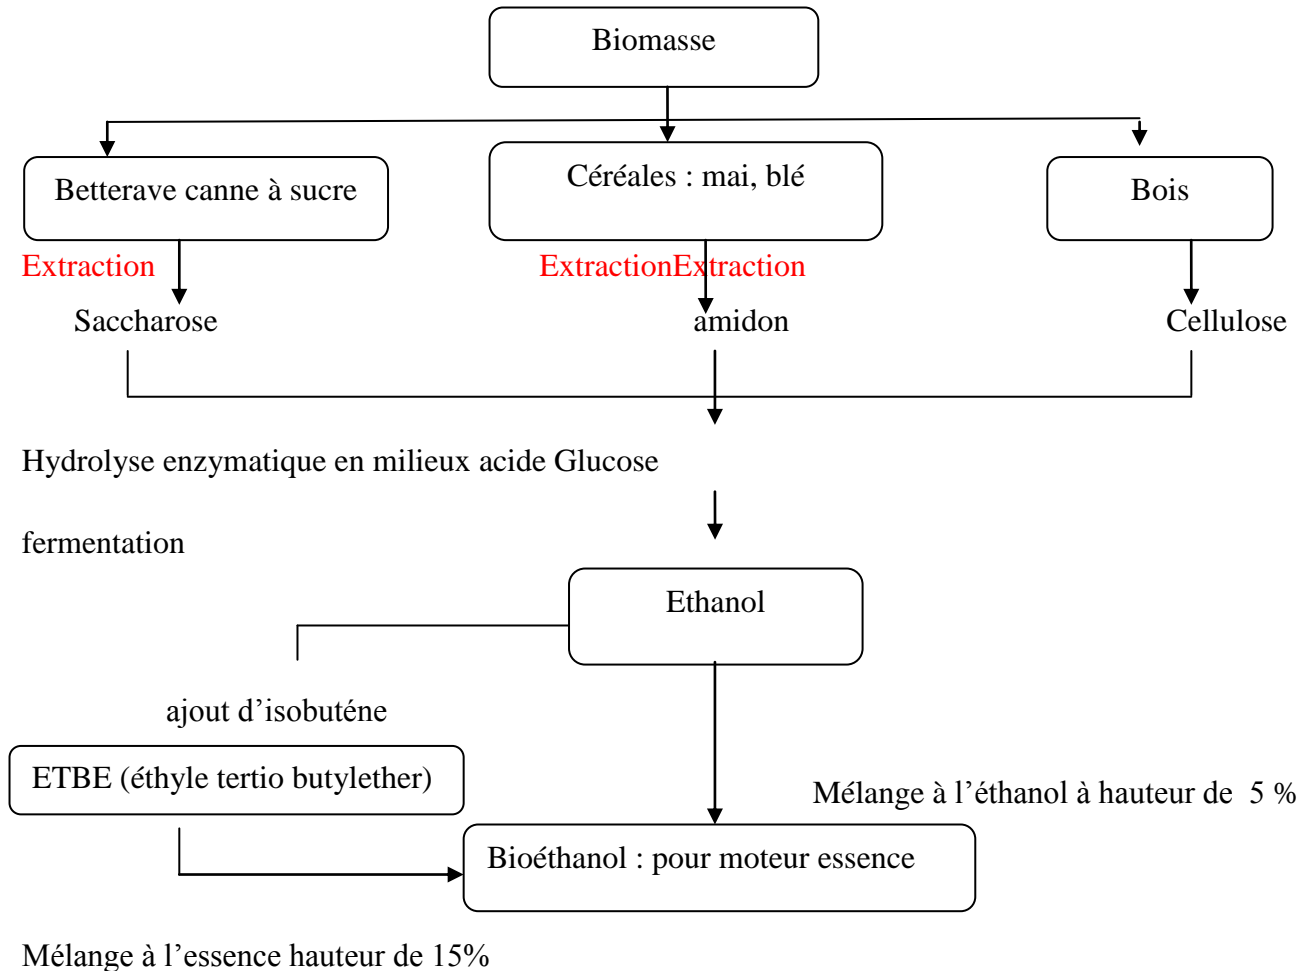 Biomasse
Betterave canne à sucre
Céréales : mai, blé
Bois
Extraction
ExtractionExtraction
Saccharose
amidon
Cellulose
Hydrolyse enzymatique en milieux acide Glucose
fermentation
Ethanol
ajout d’isobuténe
ETBE (éthyle tertio butylether)
Mélange à l’éthanol à hauteur de 5 %
Bioéthanol : pour moteur essence
Mélange à l’essence hauteur de 15%